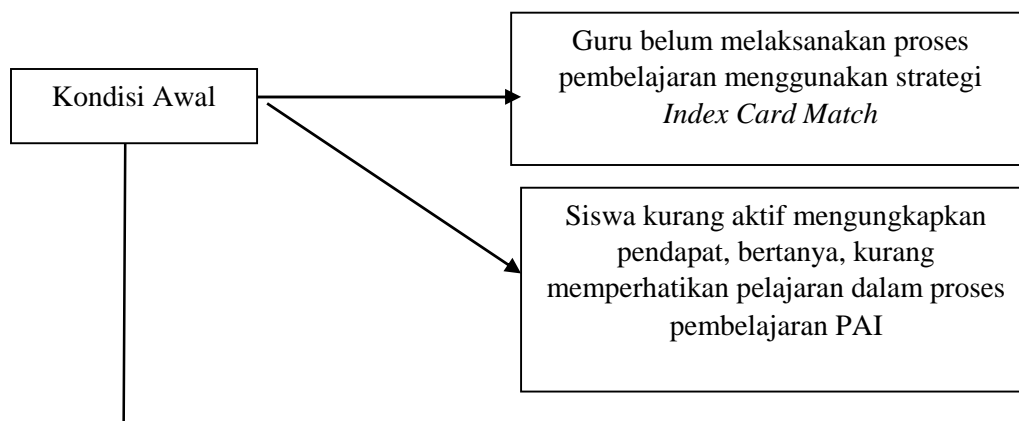 Kondisi Awal
Guru belum melaksanakan proses
pembelajaran menggunakan strategi
Index Card Match
Siswa kurang aktif mengungkapkan
pendapat, bertanya, kurang
memperhatikan pelajaran dalam proses
pembelajaran PAI